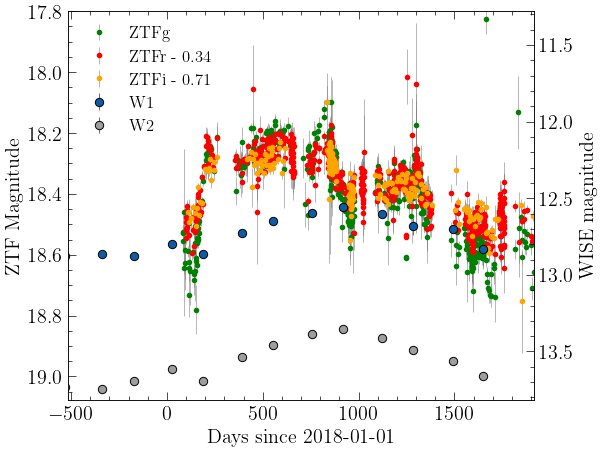 ZTFg
ZTFr - 0.34
ZTFi - 0.71
W1
W2
ZTF Magnitude
17.8
18.0
18.2
18.4
18.6
18.8
19.0
WISE magnitude
11.5
12.0
12.5
13.0
13.5
−500
0
500
1000
1500
Days since 2018-01-01